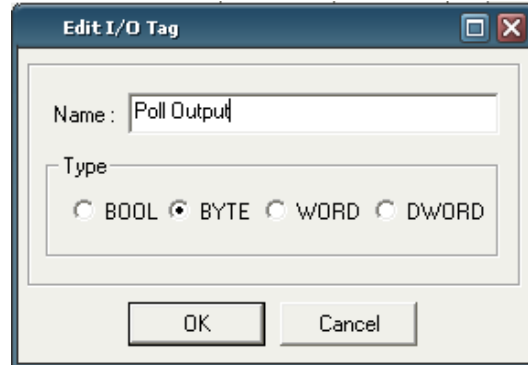 Edit I/O Tag
Name : Poll Output
Type
BOOL BYTE WORD DWORD
OK Cancel